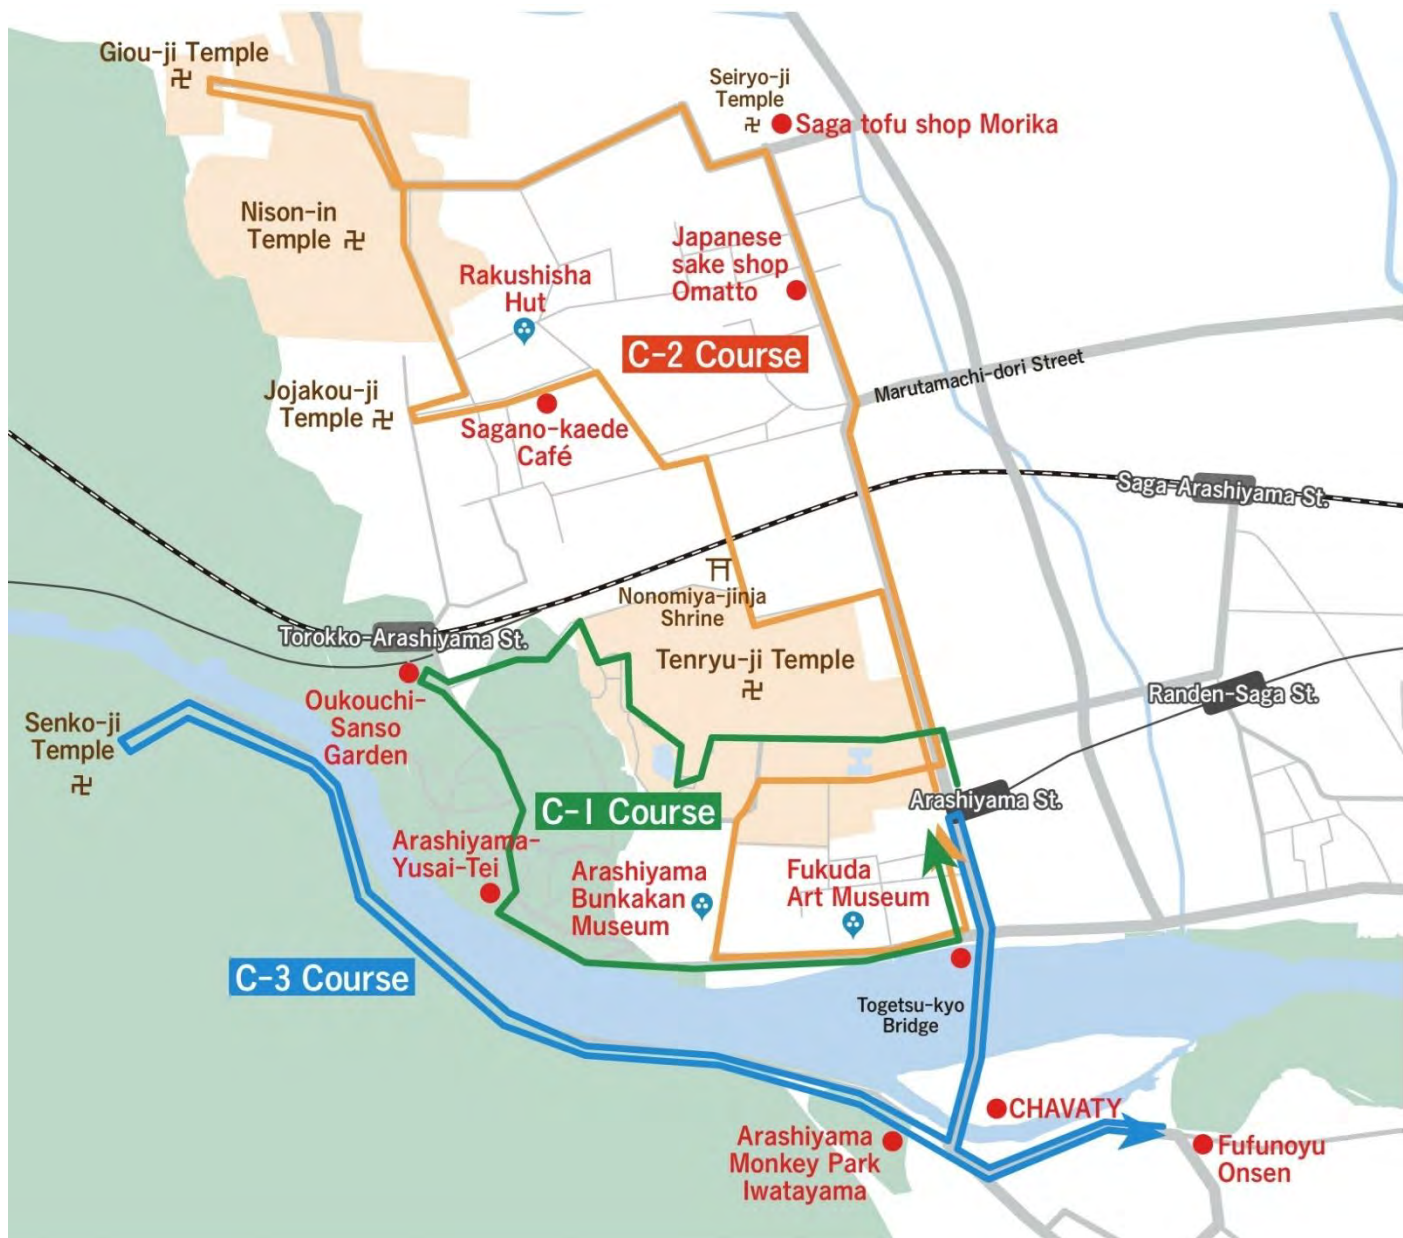 Giou-ji Temple
Seiryo-ji
Temple
Saga tofu shop Morika
Nison-in
Temple
Japanese
sake shop
Omatto
Rakushisha
Hut
C-2 Course
Marutamachi-dori Street
Jojakou-ji
Temple
Sagano-kaede
Café
Saga-Arashiyama-St.
Nonomiya-jinja
Shrine
Torokko-Arashiyama St.
Tenryu-ji Temple
Randen-Saga St.
Oukouchi-
Sanso
Garden
Senko-ji
Temple
C-1 Course
Arashiyama St.
Arashiyama-
Yusai-Tei
Arashiyama
Bunkakan
Museum
Fukuda
Art Museum
C-3 Course
Togetsu-kyo
Bridge
CHAVATY
Arashiyama
Monkey Park
Iwatayama
Fufunoyu
Onsen